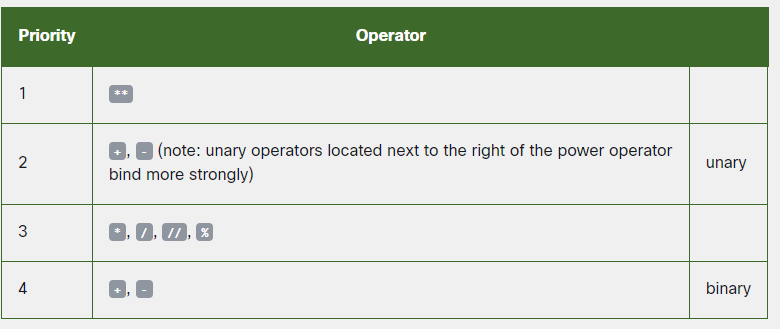 Priority Operator
1 **
2 +, - (note: unary operators located next to the right of the power operator
bind more strongly) unary
3 *, /, //, %
4 +, - binary